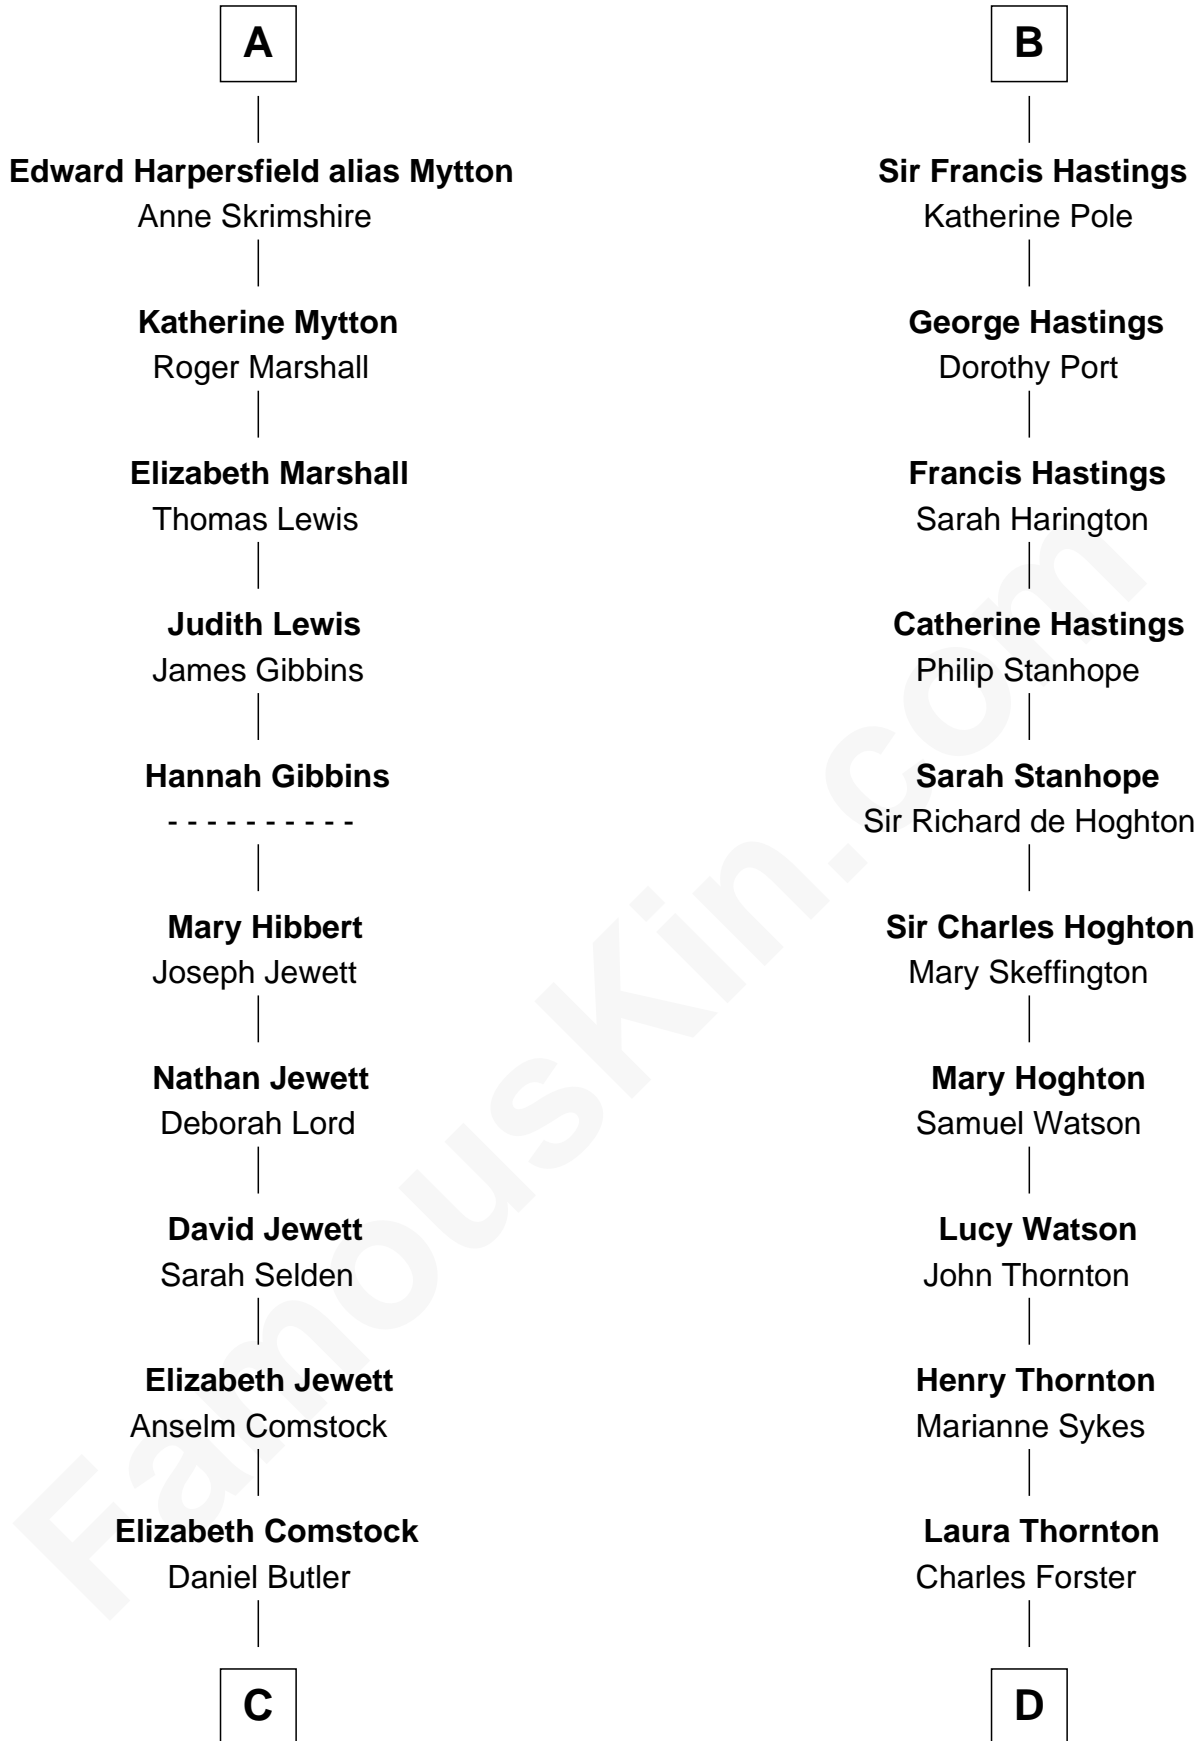 A
Edward Harpersfield alias Mytton
Anne Skrimshire
Katherine Mytton
Roger Marshall
Elizabeth Marshall
Thomas Lewis
Judith Lewis
James Gibbins
Hannah Gibbins
- - - - - - - - - -
Mary Hibbert
Joseph Jewett
Nathan Jewett
Deborah Lord
David Jewett
Sarah Selden
Elizabeth Jewett
Anselm Comstock
Elizabeth Comstock
Daniel Butler
C
B
Sir Francis Hastings
Katherine Pole
George Hastings
Dorothy Port
Francis Hastings
Sarah Harington
Catherine Hastings
Philip Stanhope
Sarah Stanhope
Sir Richard de Hoghton
Sir Charles Hoghton
Mary Skeffington
Mary Hoghton
Samuel Watson
Lucy Watson
John Thornton
Henry Thornton
Marianne Sykes
Laura Thornton
Charles Forster
D
FamousKin.com